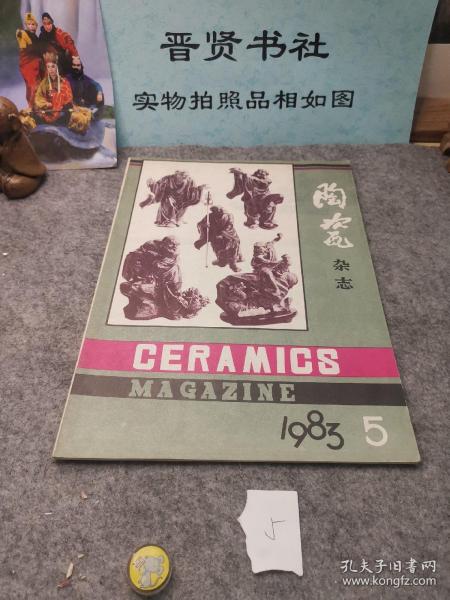 晋贤书社
实物拍照品相如图
陶瓷
杂志
CERAMICS
MAGAZINE
1983 5
5
孔夫子旧书网
www.kongfz.com